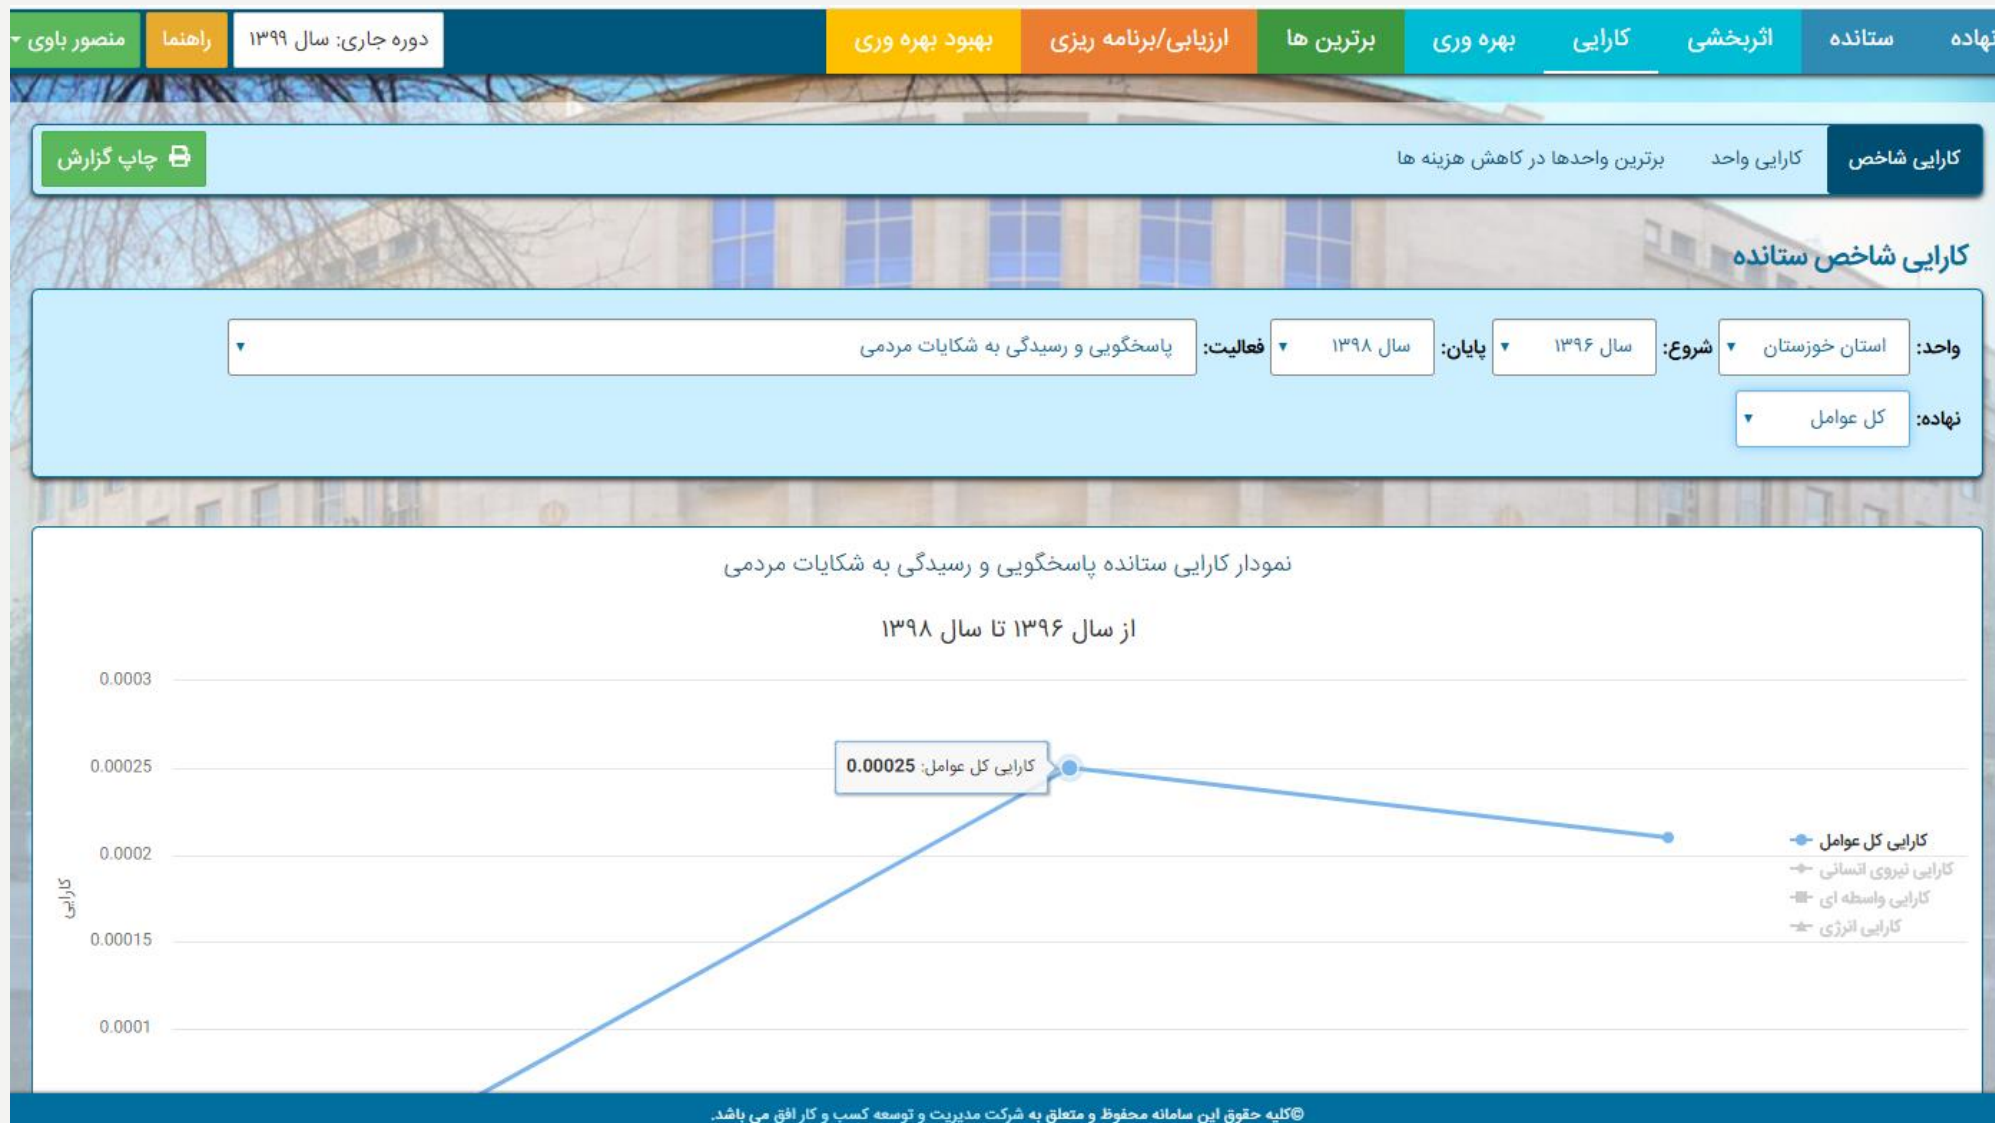 نهاده ستانده اثربخشی کارایی بهره وری برترین ها ارزیابی/برنامه ریزی بهبود بهره وری دوره جاری: سال ۱۳۹۹ راهنما منصور باوی
کارایی شاخص کارایی واحد برترین واحدها در کاهش هزینه ها چاپ گزارش
کارایی شاخص ستانده
واحد: استان خوزستان شروع: سال ۱۳۹۶ پایان: سال ۱۳۹۸ فعالیت: پاسخگویی و رسیدگی به شکایات مردمی
نهاده: کل عوامل
نمودار کارایی ستانده پاسخگویی و رسیدگی به شکایات مردمی
از سال ۱۳۹۶ تا سال ۱۳۹۸
0.0003
0.00025
کارایی کل عوامل: 0.00025
0.0002
0.00015
0.0001
کارایی
کارایی کل عوامل
کارایی نیروی انسانی
کارایی واسطه ای
کارایی انرژی
©کلیه حقوق این سامانه محفوظ و متعلق به شرکت مدیریت و توسعه کسب و کار افق می باشد.